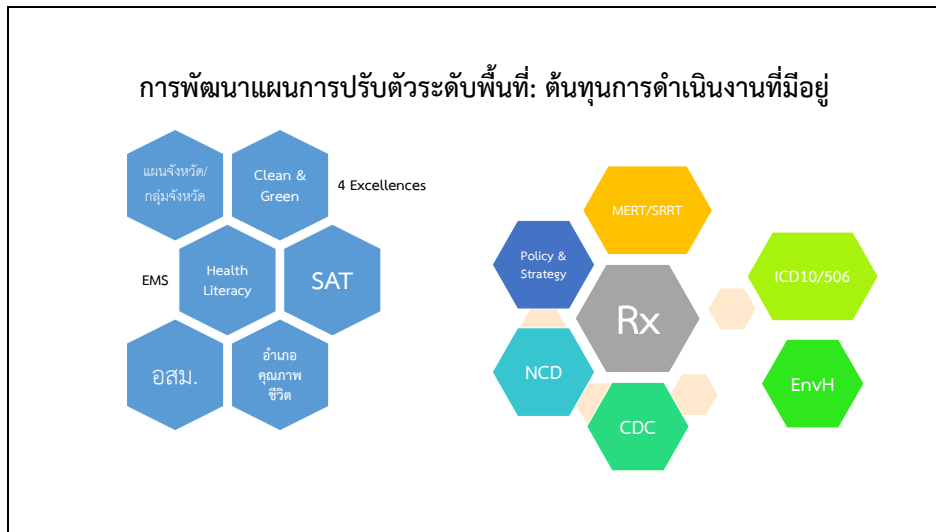 การพัฒนาแผนการปรับตัวระดับพื้นที่: ต้นทุนการดำเนินงานที่มีอยู่
แผนจังหวัด/
กลุ่มจังหวัด
Clean &
Green
4 Excellences
EMS
Health
Literacy
SAT
อสม.
อำเภอ
คุณภาพ
ชีวิต
MERT/SRRT
Policy &
Strategy
Rx
ICD10/506
NCD
CDC
EnvH